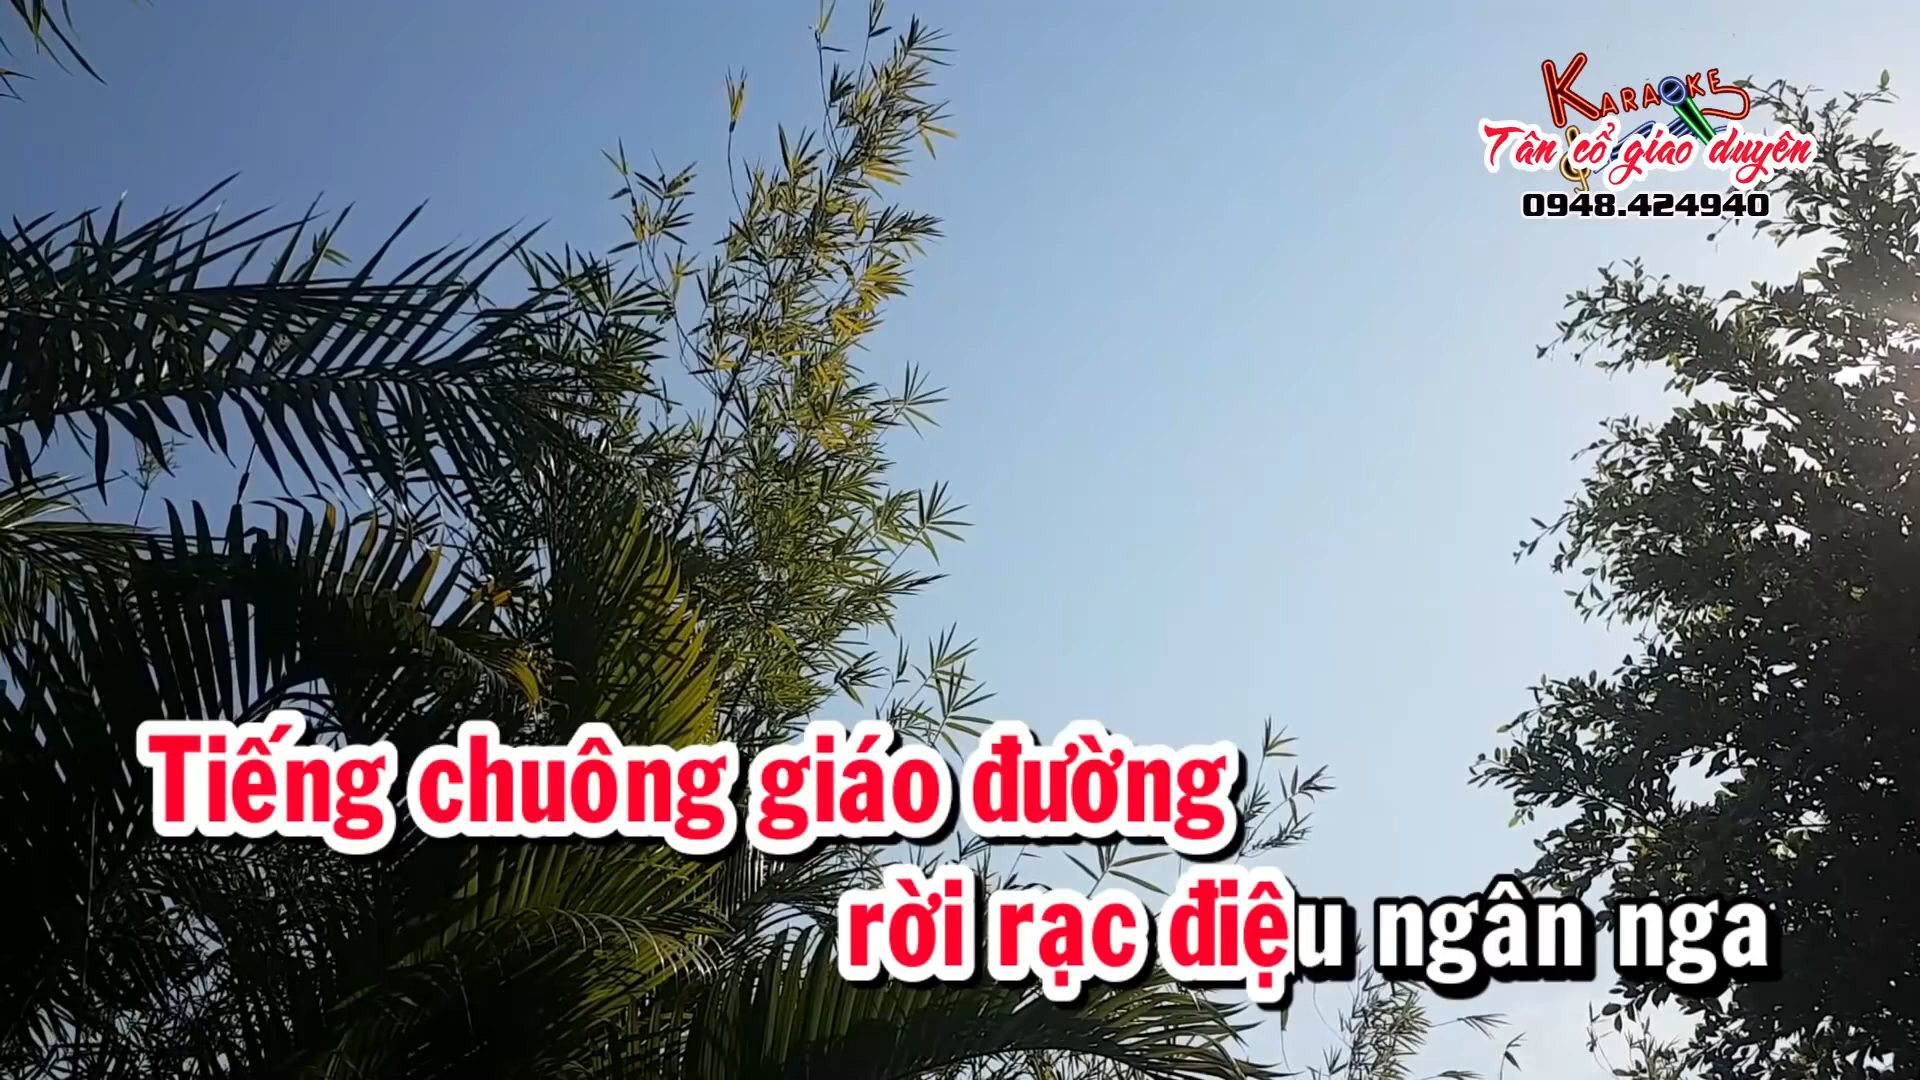 KARAOKE
Tân cổ giao duyên
0948.424940
Tiếng chuông giáo đường
rời rạc điệu ngân nga